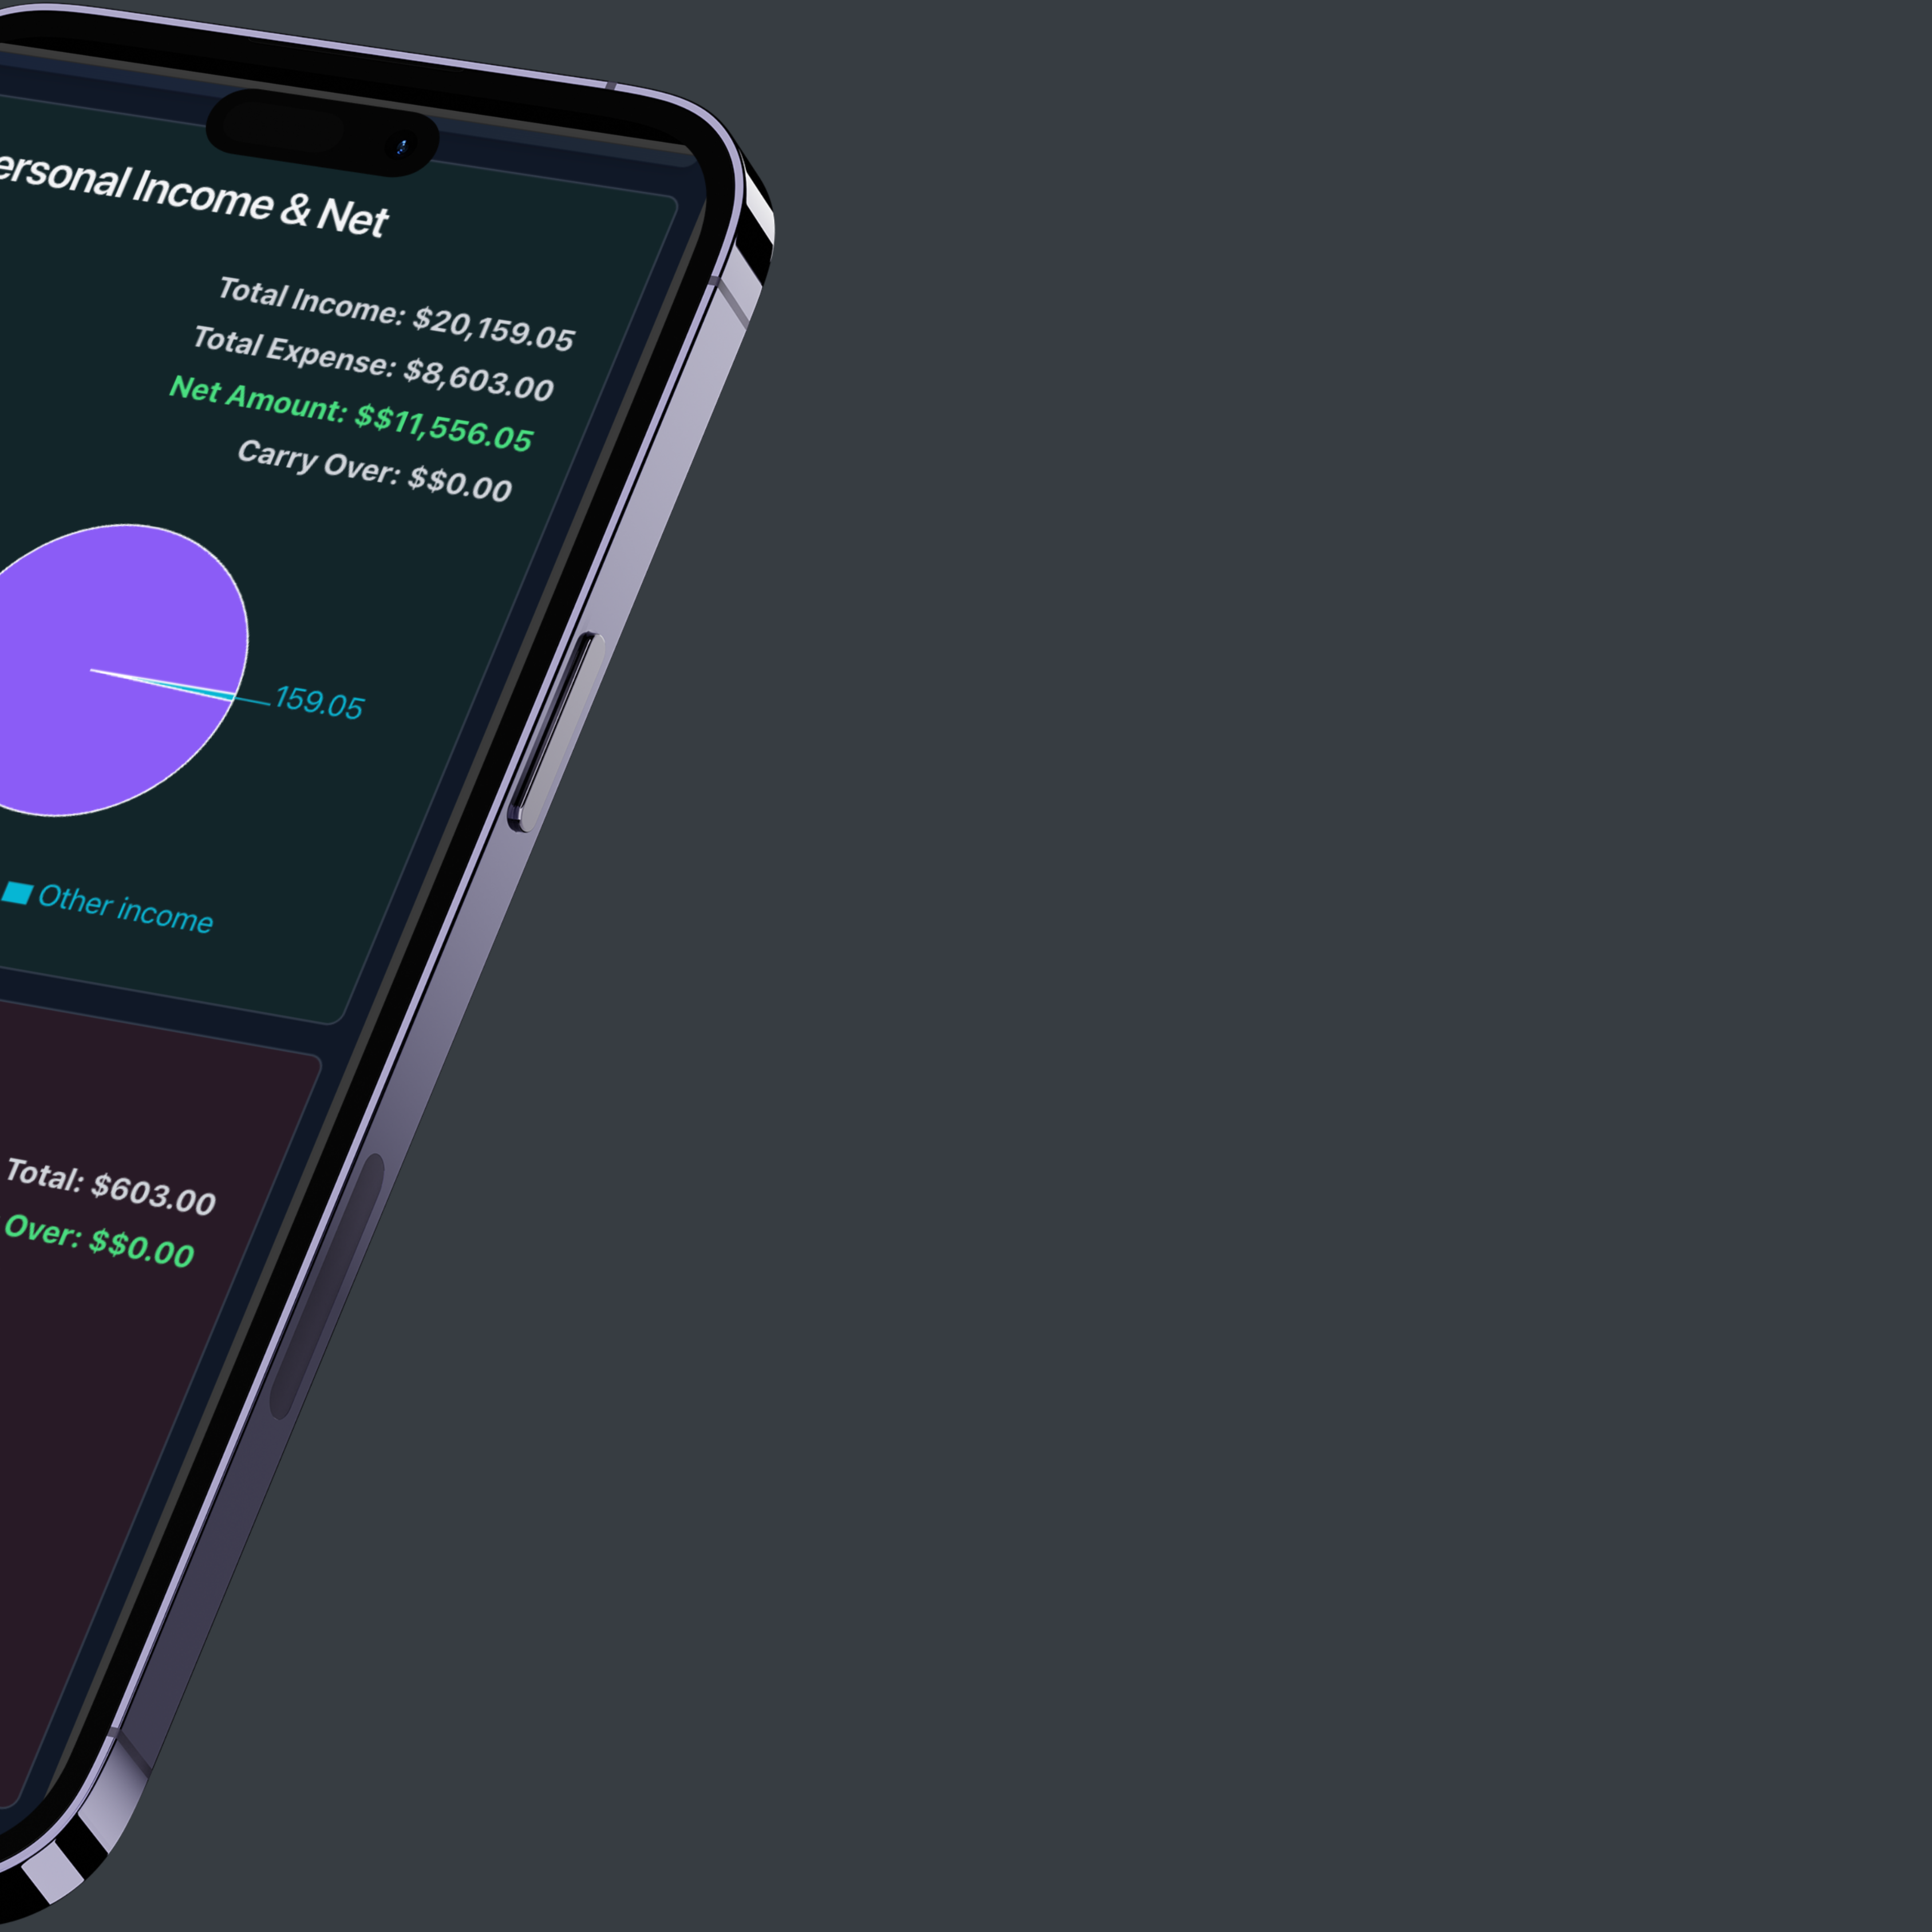 ersonal Income & Net
Total Income: $20,159.05
Total Expense: $8,603.00
Net Amount: $$11,556.05
Carry Over: $$0.00
159.05
Other income
Total: $603.00
Over: $$0.00